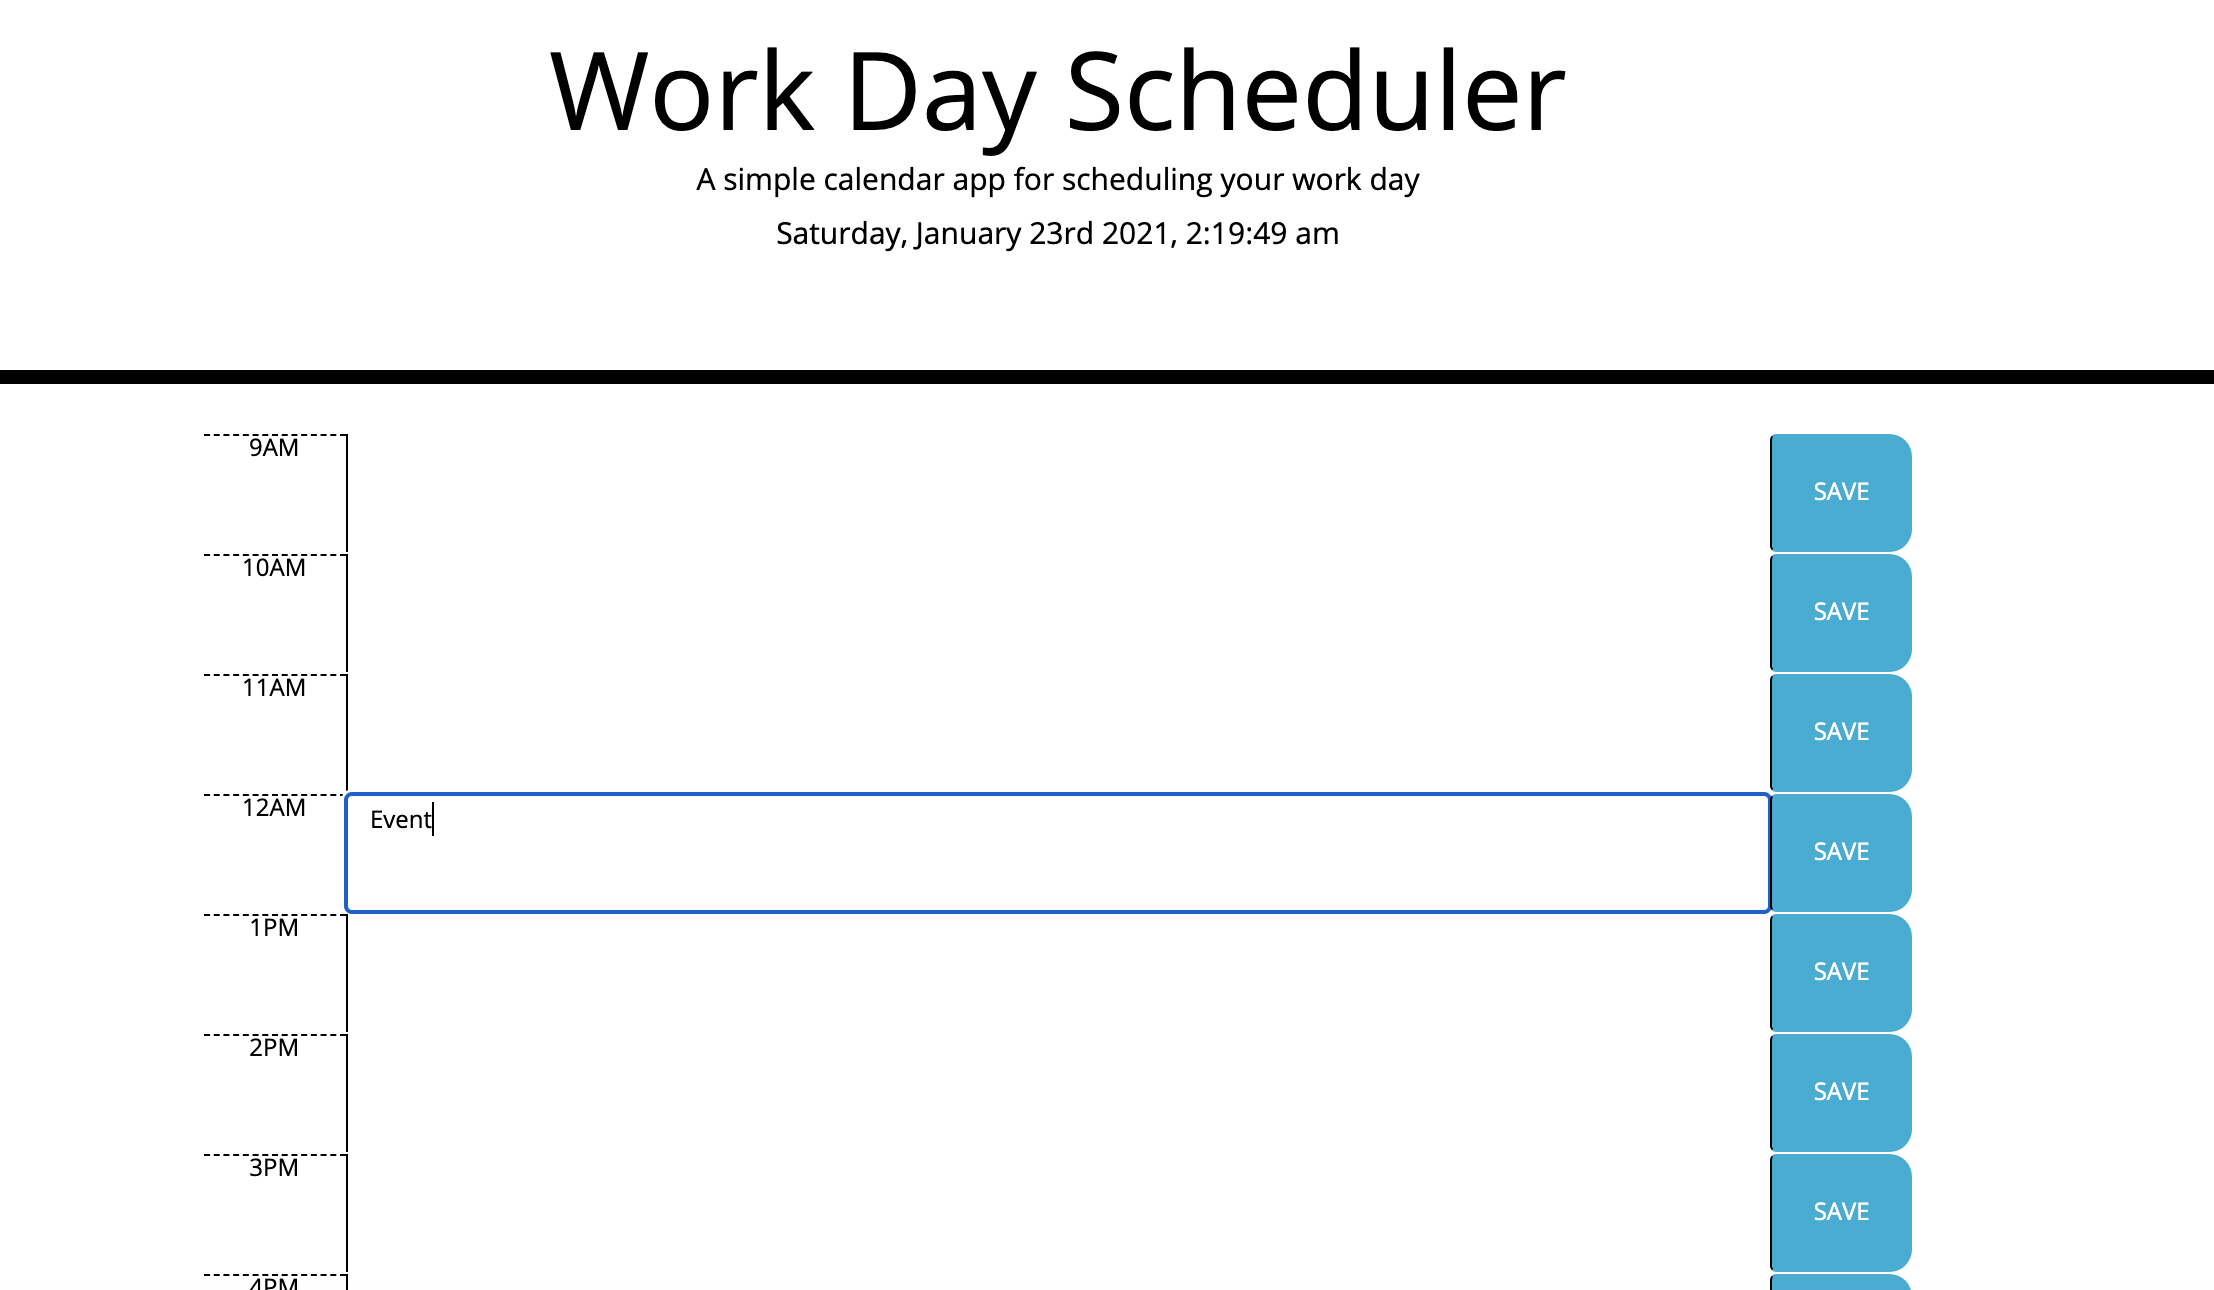 Work Day Scheduler
A simple calendar app for scheduling your work day
Saturday, January 23rd 2021, 2:19:49 am
9AM
SAVE
10AM
SAVE
11AM
SAVE
12AM
Event
SAVE
1PM
SAVE
2PM
SAVE
3PM
SAVE
4PM